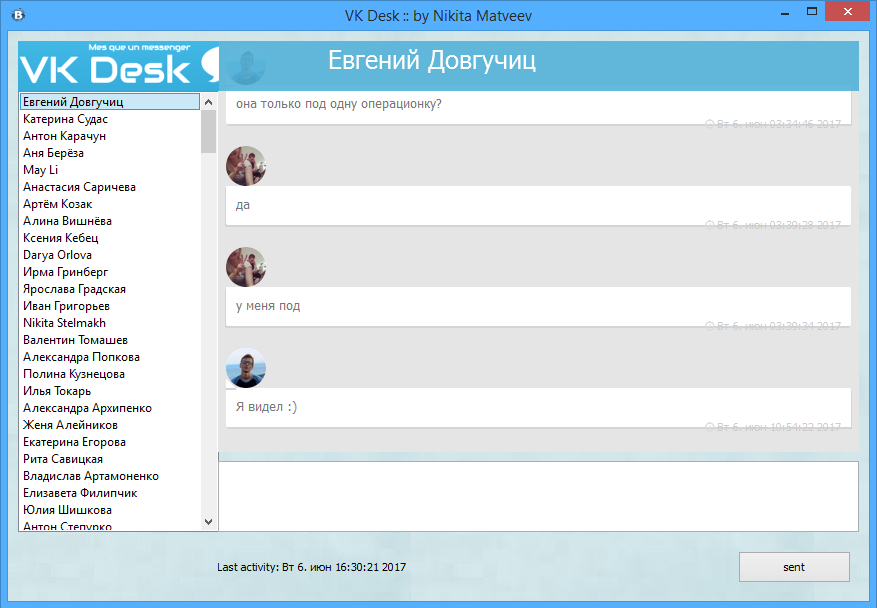 VK Desk :: by Nikita Matveev
Mes que un messenger
VK Desk
Евгений Довгучиц
Евгений Довгучиц
Катерина Судас
Антон Карачун
Аня Берёза
May Li
Анастасия Саричева
Артём Козак
Алина Вишнёва
Ксения Кебец
Darya Orlova
Ирма Гринберг
Ярослава Градская
Иван Григорьев
Nikita Stelmakh
Валентин Томашев
Александра Попкова
Полина Кузнецова
Илья Токарь
Александра Архипенко
Женя Алейников
Екатерина Егорова
Рита Савицкая
Владислав Артамоненко
Елизавета Филипчик
Юлия Шишкова
Антон Степурко
она только под одну операционку?
Вт 6. июн 03:34:46 2017
да
Вт 6. июн 03:39:28 2017
у меня под
Вт 6. июн 03:39:34 2017
Я видел :)
Вт 6. июн 10:54:22 2017
Last activity: Вт 6. июн 16:30:21 2017
sent